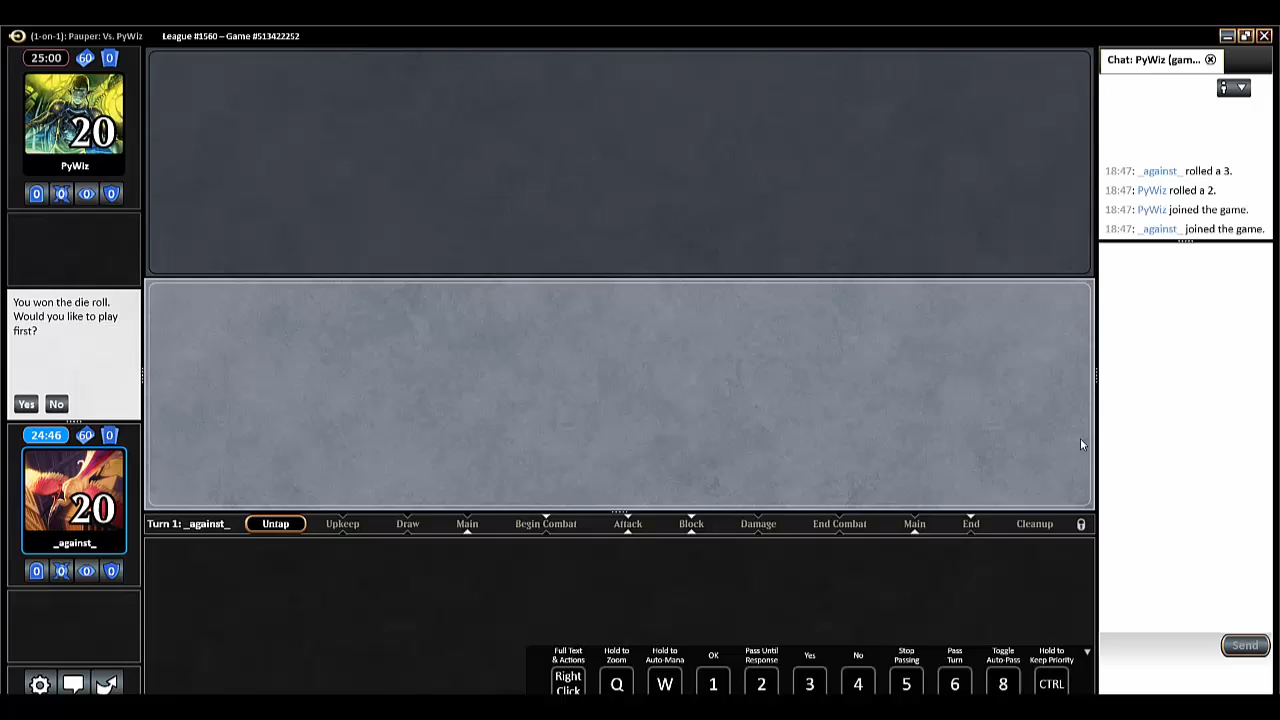 (1-on-1): Pauper: Vs. PyWiz League #1560 – Game #513422252
25:00 60 0
20
PyWiz
0 0 0 0
You won the die roll.
Would you like to play
first?
Yes No
24:46 60 0
20
_against_
0 0 0 0
Turn 1: _against_ Untap Upkeep Draw Main Begin Combat Attack Block Damage End Combat Main End Cleanup
Full Text
& Actions
Right
Click
Hold to
Zoom
Q
Hold to
Auto-Mana
W
OK
1
Pass Until
Response
2
Yes
3
No
4
Stop
Passing
5
Pass
Turn
6
Toggle
Auto-Pass
8
Hold to
Keep Priority
CTRL
Chat: PyWiz (gam...
18:47: _against_ rolled a 3.
18:47: PyWiz rolled a 2.
18:47: PyWiz joined the game.
18:47: _against_ joined the game.
Send